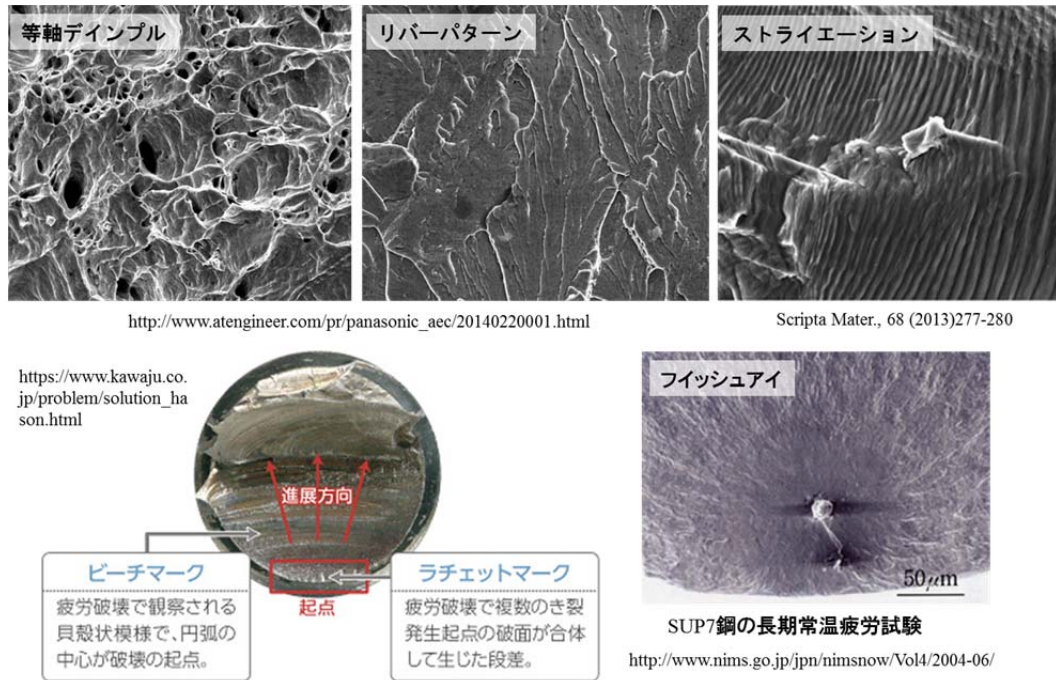 等軸デインプル
リバーパターン
ストライエーション
http://www.atengineer.com/pr/panasonic_aec/20140220001.html
Scripta Mater., 68 (2013)277-280
https://www.kawaju.co.
jp/problem/solution_ha
son.html
進展方向
起点
ビーチマーク
疲労破壊で観察される
貝殻状模様で、円弧の
中心が破壊の起点。
ラチェットマーク
疲労破壊で複数のき裂
発生起点の破面が合体
して生じた段差。
フイッシュアイ
50μm
SUP7鋼の長期常温疲労試験
http://www.nims.go.jp/jpn/nimsnow/Vol4/2004-06/